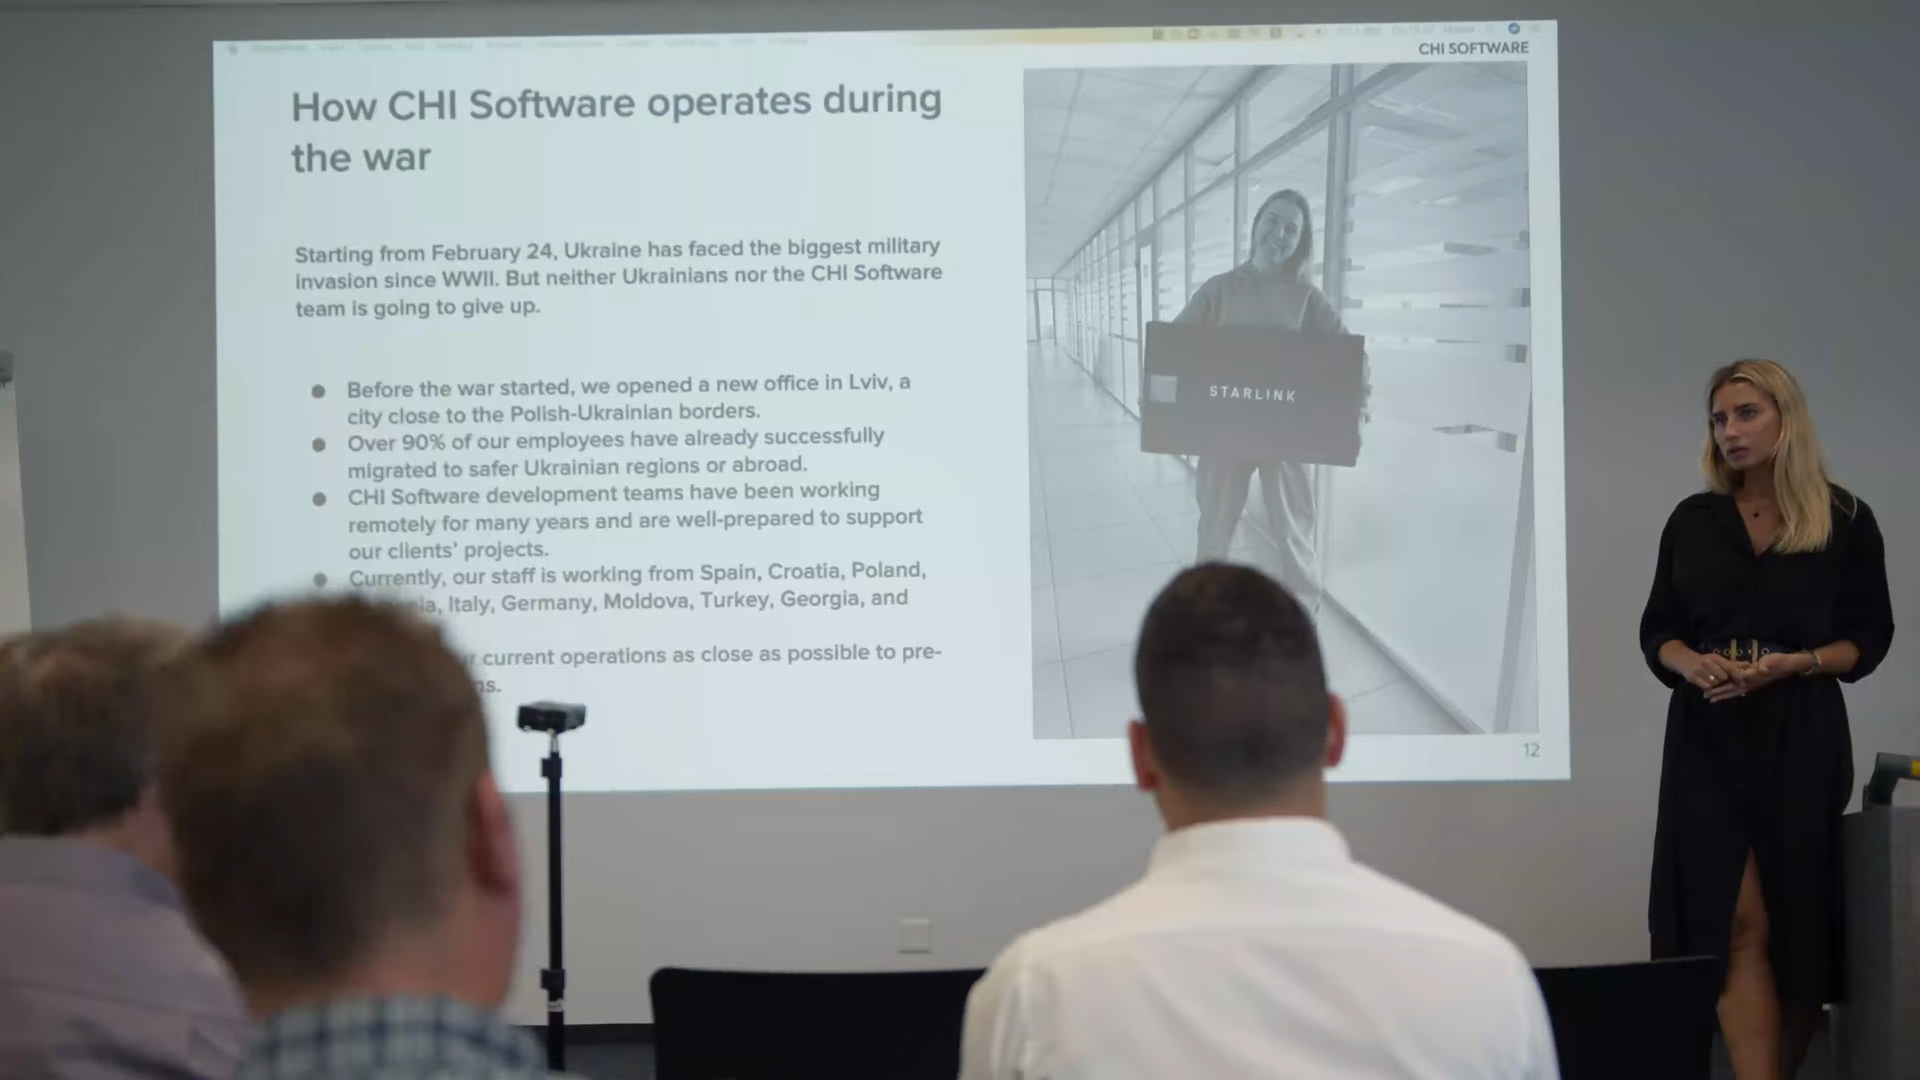 CHI SOFTWARE
How CHI Software operates during
the war
Starting from February 24, Ukraine has faced the biggest military
invasion since WWII. But neither Ukrainians nor the CHI Software
team is going to give up.
● Before the war started, we opened a new office in Lviv, a
city close to the Polish-Ukrainian borders.
● Over 90% of our employees have already successfully
migrated to safer Ukrainian regions or abroad.
● CHI Software development teams have been working
remotely for many years and are well-prepared to support
our clients’ projects.
● Currently, our staff is working from Spain, Croatia, Poland,
Italy, Germany, Moldova, Turkey, Georgia, and
current operations as close as possible to pre-
STARLINK
12